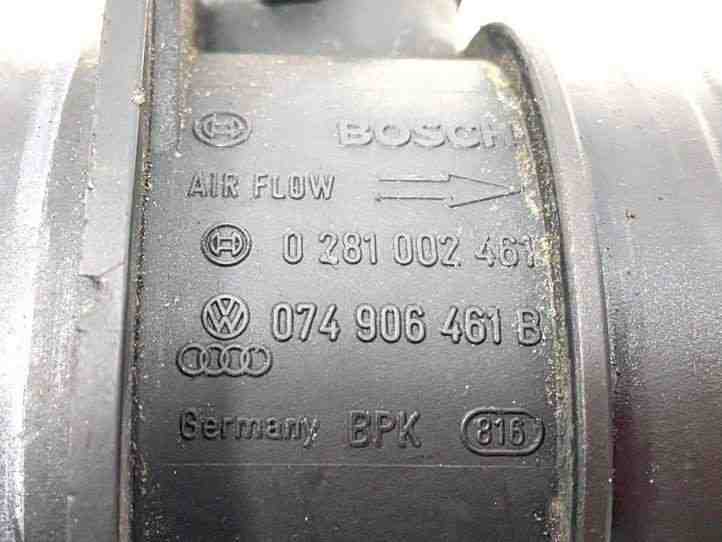 BOSCH
AIR FLOW
0 281 002 461
074 906 461 B
Germany BPK 816